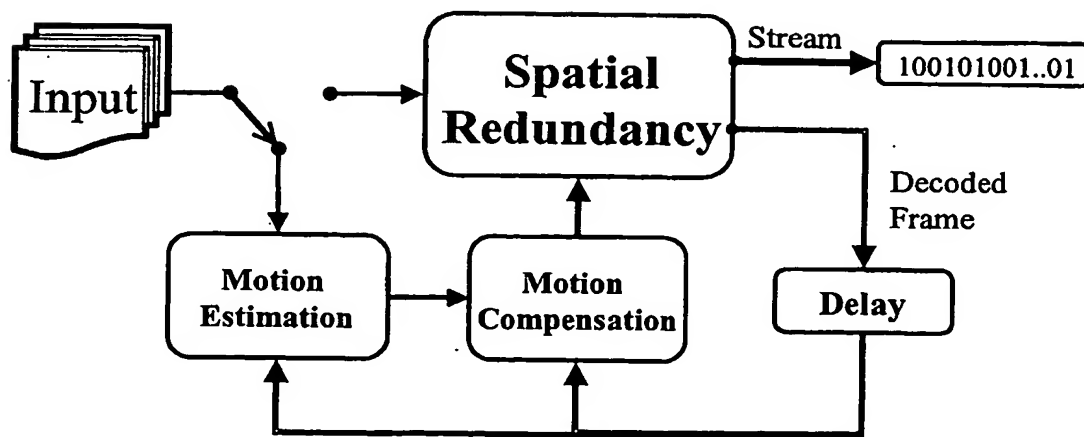 Input
Spatial
Redundancy
Stream
100101001..01
Decoded
Frame
Motion
Estimation
Motion
Compensation
Delay